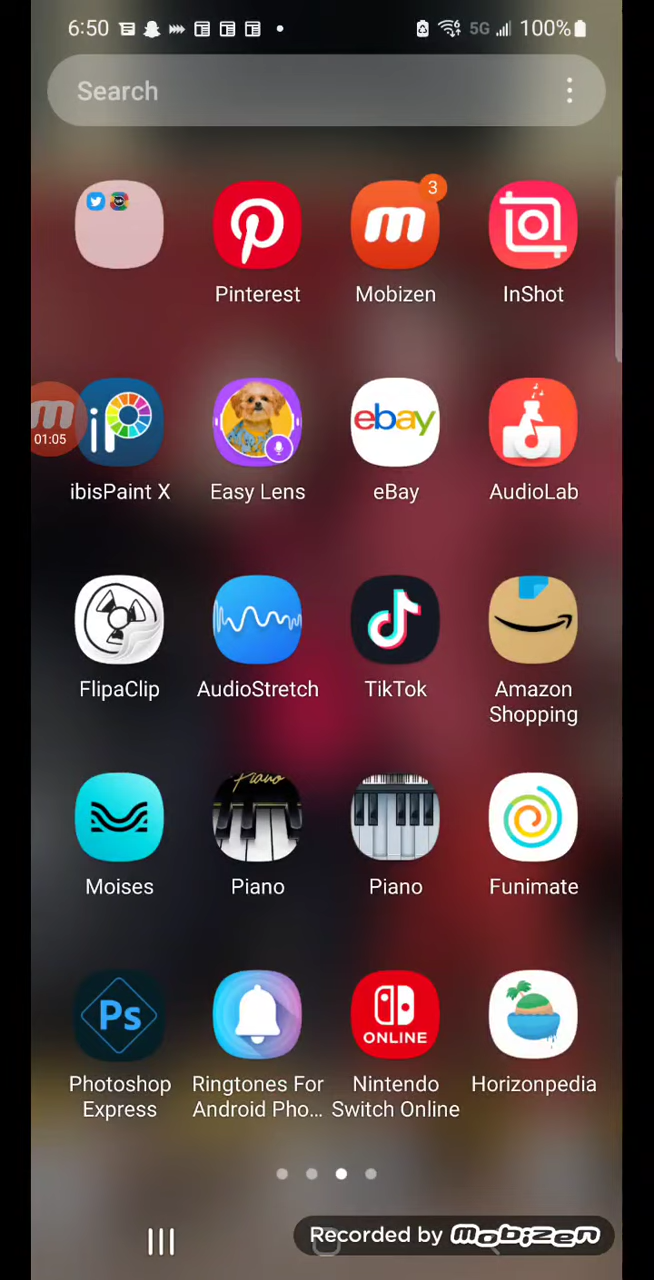 6:50
5G
100%
Search
3
Pinterest
Mobizen
InShot
01:05
iP
ebay
ibisPaint X
Easy Lens
eBay
AudioLab
FlipaClip
AudioStretch
TikTok
Amazon
Shopping
Piano
Moises
Piano
Piano
Funimate
Ps
ONLINE
Photoshop
Express
Ringtones For
Android Pho...
Nintendo
Switch Online
Horizonpedia
Recorded by mobizen